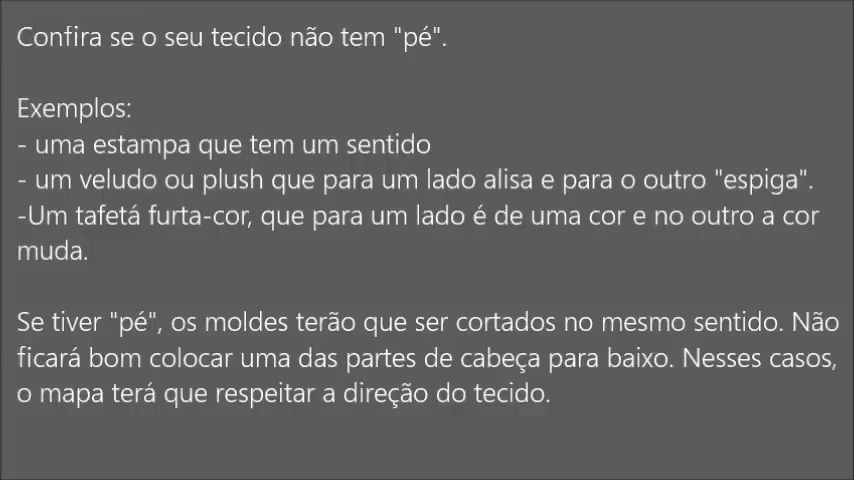 Confira se o seu tecido não tem "pé".
Exemplos:
- uma estampa que tem um sentido
- um veludo ou plush que para um lado alisa e para o outro "espiga".
-Um tafetá furta-cor, que para um lado é de uma cor e no outro a cor
muda.
Se tiver "pé", os moldes terão que ser cortados no mesmo sentido. Não
ficará bom colocar uma das partes de cabeça para baixo. Nesses casos,
o mapa terá que respeitar a direção do tecido.